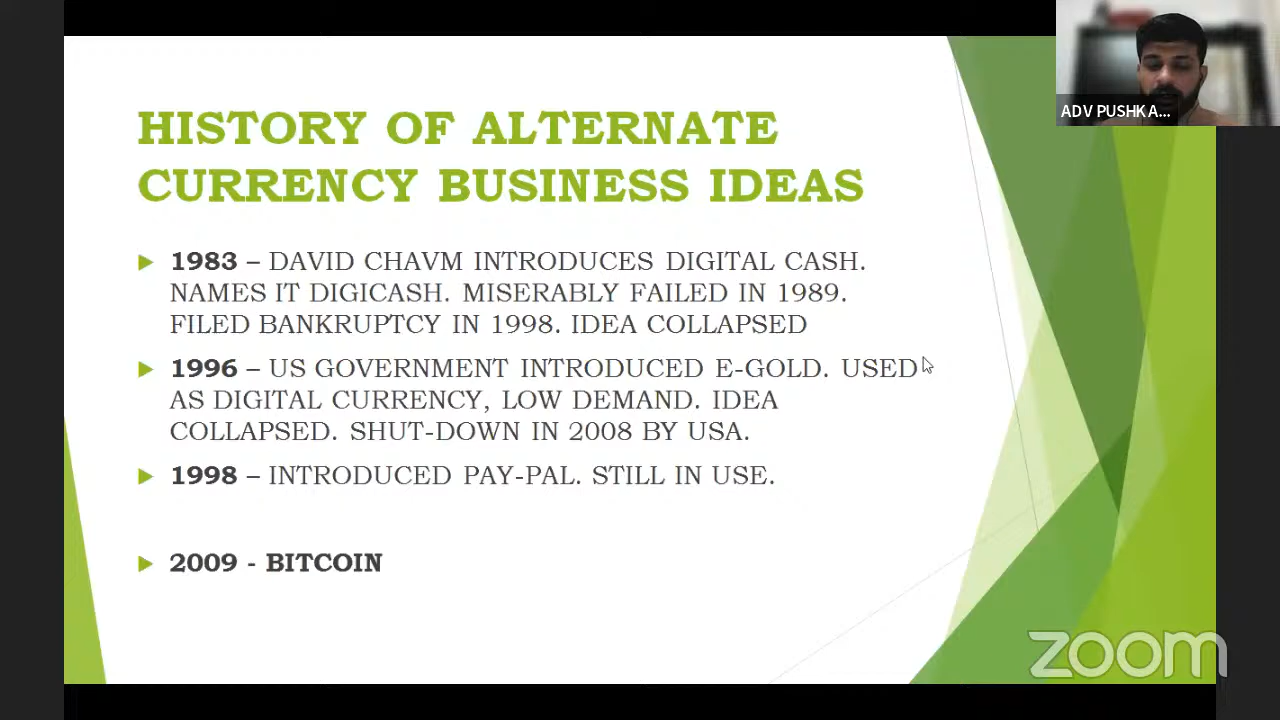 HISTORY OF ALTERNATE
CURRENCY BUSINESS IDEAS
1983 – DAVID CHAVM INTRODUCES DIGITAL CASH.
NAMES IT DIGICASH. MISERABLY FAILED IN 1989.
FILED BANKRUPTCY IN 1998. IDEA COLLAPSED
1996 – US GOVERNMENT INTRODUCED E-GOLD. USED
AS DIGITAL CURRENCY, LOW DEMAND. IDEA
COLLAPSED. SHUT-DOWN IN 2008 BY USA.
1998 – INTRODUCED PAY-PAL. STILL IN USE.
2009 - BITCOIN
ADV PUSHKA...
zoom